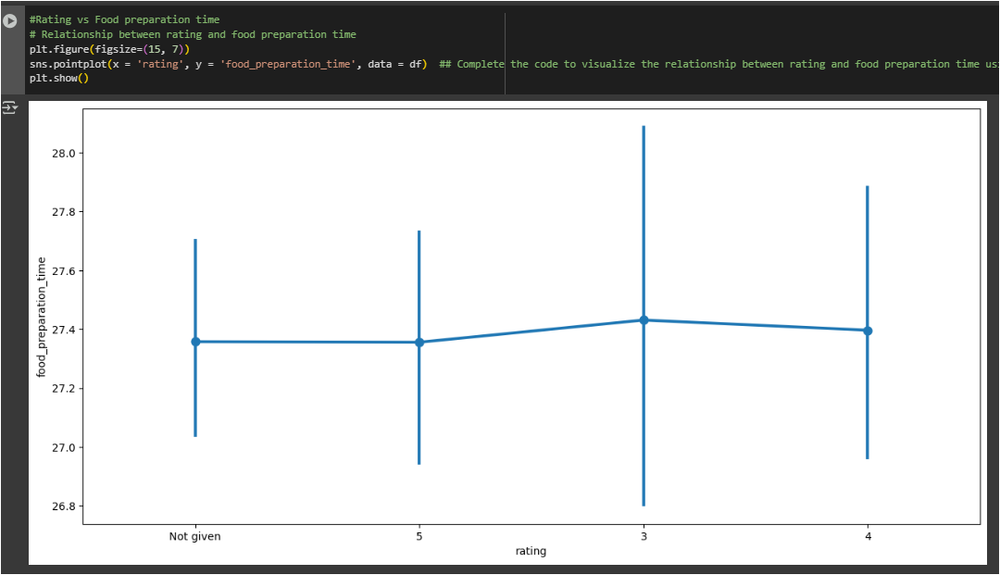 #Rating vs Food preparation time
# Relationship between rating and food preparation time
plt.figure(figsize=(15, 7))
sns.pointplot(x = 'rating', y = 'food_preparation_time', data = df)  ## Complete the code to visualize the relationship between rating and food preparation time
plt.show()
28.0
27.8
27.6
27.4
27.2
27.0
26.8
food_preparation_time
Not given 5 3 4
rating